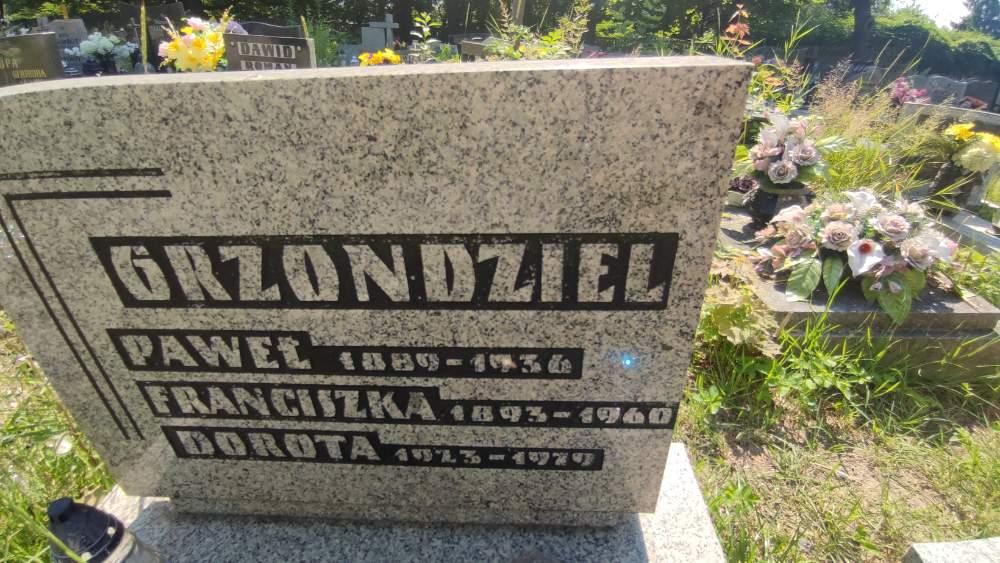 DAWID
GRZONDZIEL
PAWEŁ 1889-1936
FRANCISZKA 1893-1960
DOROTA 1923-1979